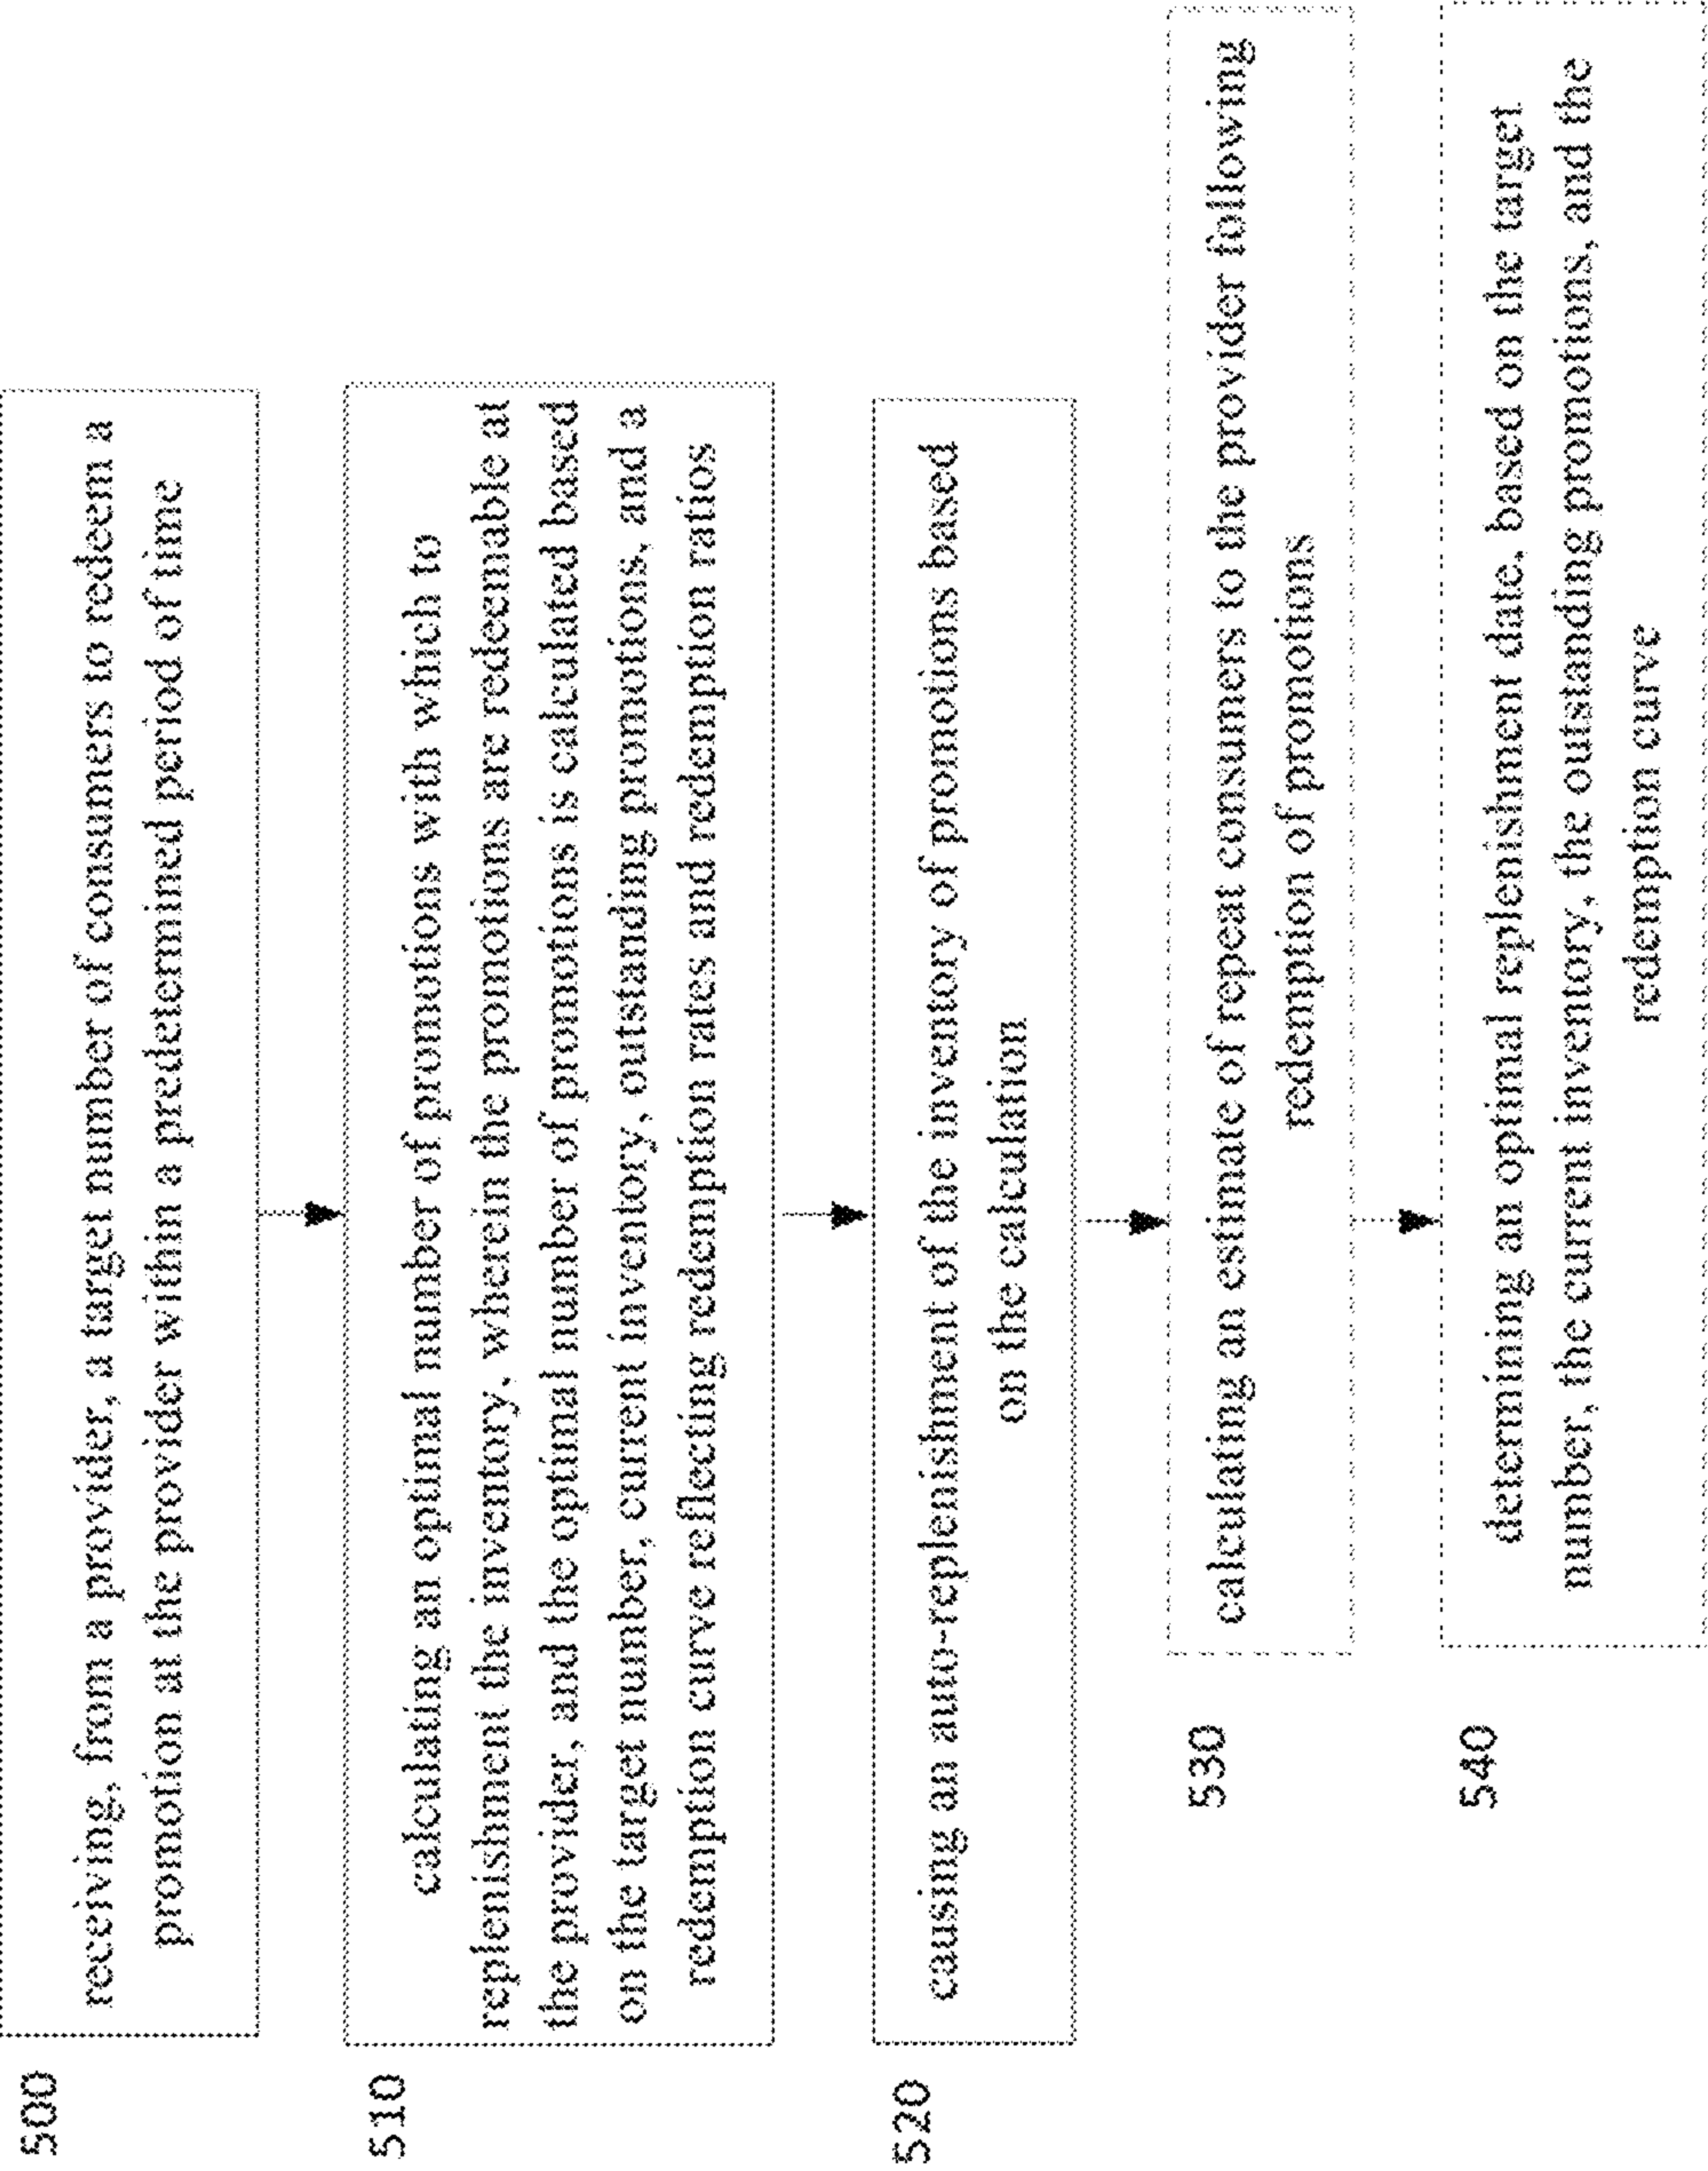 500
receiving, from a provider, a target number of consumers to redeem a
promotion at the provider within a predetermined period of time
510
calculating an optimal number of promotions with which to
replenishment the inventory, wherein the promotions are redeemable at
the provider, and the optimal number of promotions is calculated based
on the target number, current inventory, outstanding promotions, and a
redemption curve reflecting redemption rates and redemption ratios
520
causing an auto-replenishment of the inventory of promotions based
on the calculation
530
calculating an estimate of repeat consumers to the provider following
redemption of promotions
540
determining an optimal replenishment date, based on the target
number, the current inventory, the outstanding promotions, and the
redemption curve